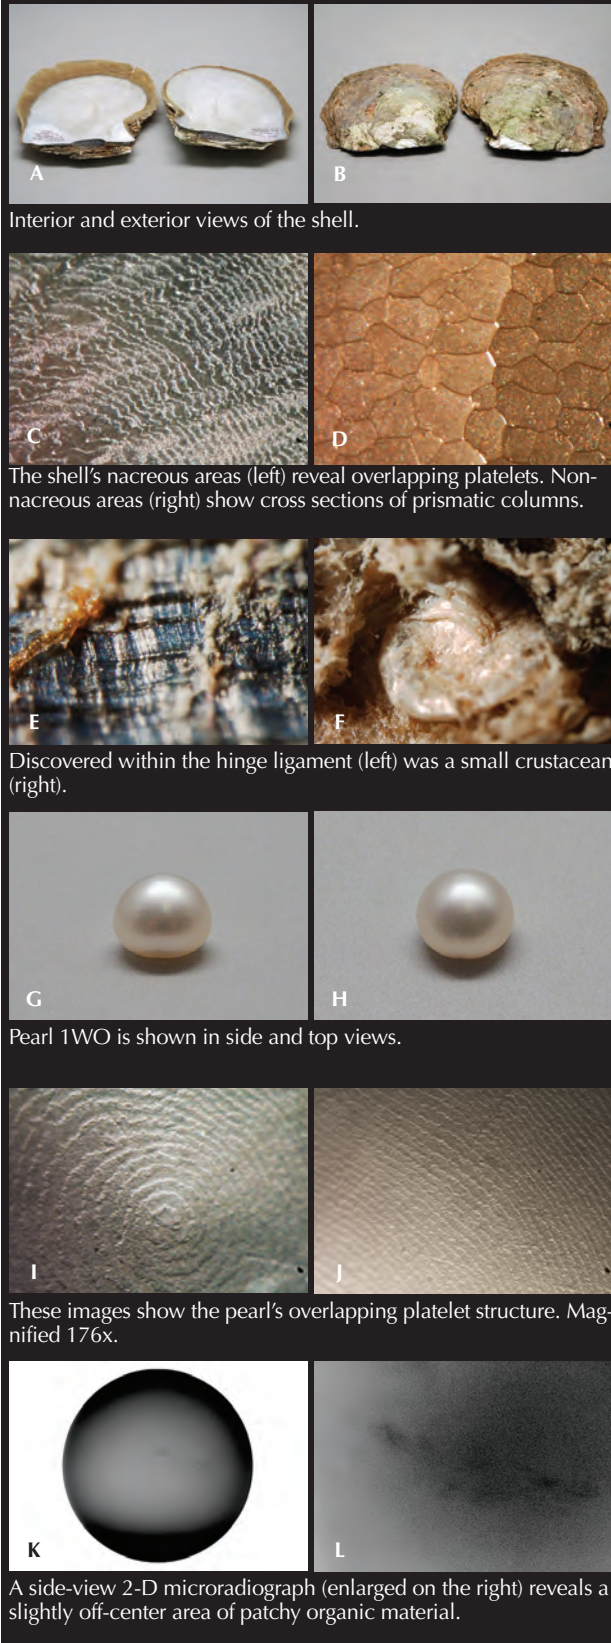 A
B
Interior and exterior views of the shell.
C
D
The shell's nacreous areas (left) reveal overlapping platelets. Non-
nacreous areas (right) show cross sections of prismatic columns.
E
F
Discovered within the hinge ligament (left) was a small crustacean
(right).
G
H
Pearl 1WO is shown in side and top views.
I
J
These images show the pearl's overlapping platelet structure. Mag-
nified 176x.
K
L
A side-view 2-D microradiograph (enlarged on the right) reveals a
slightly off-center area of patchy organic material.